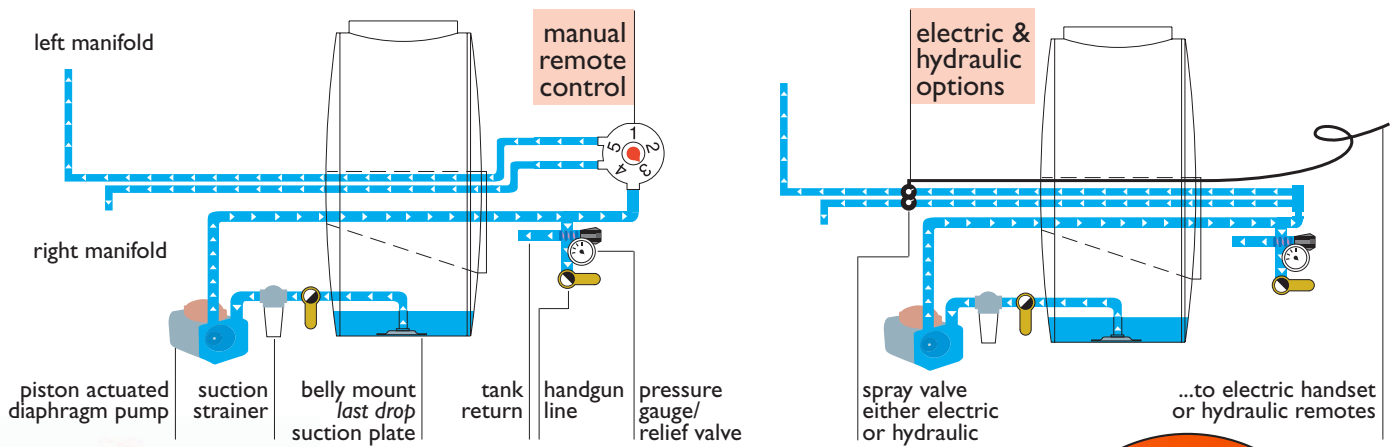 left manifold
manual
remote
control
electric &
hydraulic
options
1
2
3
4
5
right manifold
piston actuated
diaphragm pump
suction
strainer
belly mount
last drop
suction plate
tank
return
handgun
line
pressure
gauge/
relief valve
spray valve
either electric
or hydraulic
...to electric handset
or hydraulic remotes